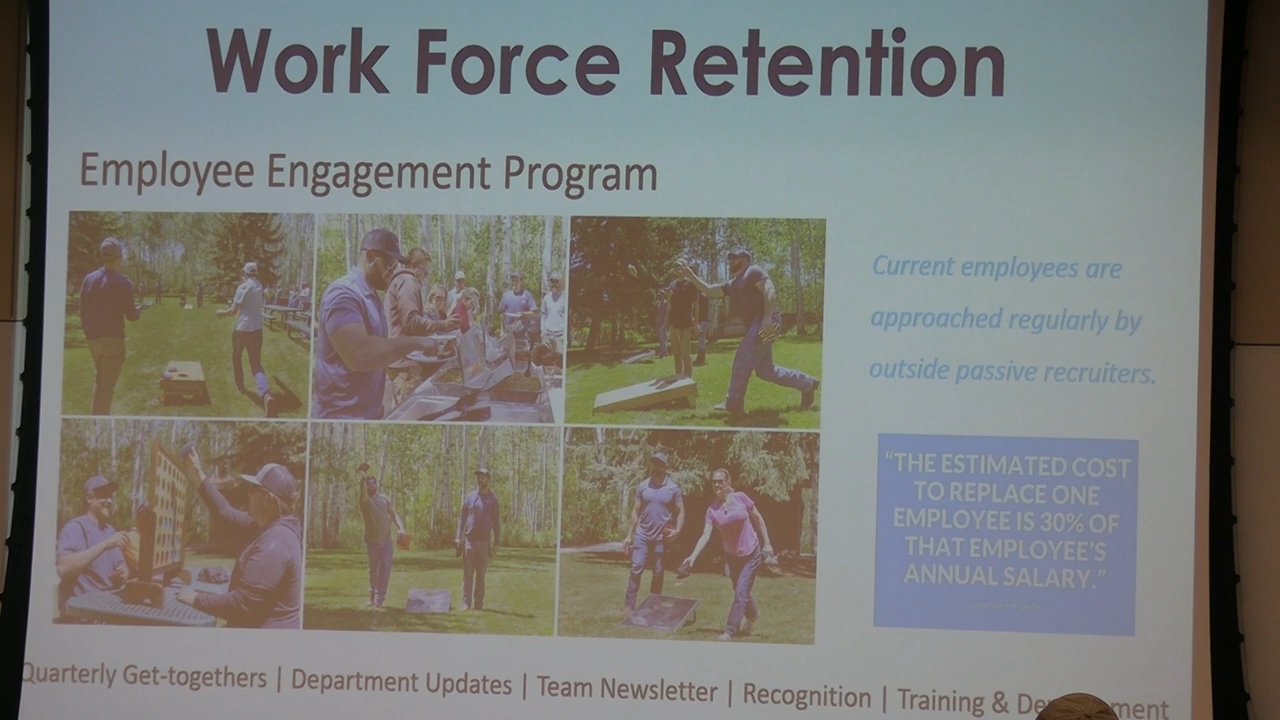 Work Force Retention
Employee Engagement Program
Current employees are
approached regularly by
outside passive recruiters.
“THE ESTIMATED COST
TO REPLACE ONE
EMPLOYEE IS 30% OF
THAT EMPLOYEE’S
ANNUAL SALARY.”
Quarterly Get-togethers | Department Updates | Team Newsletter | Recognition | Training &